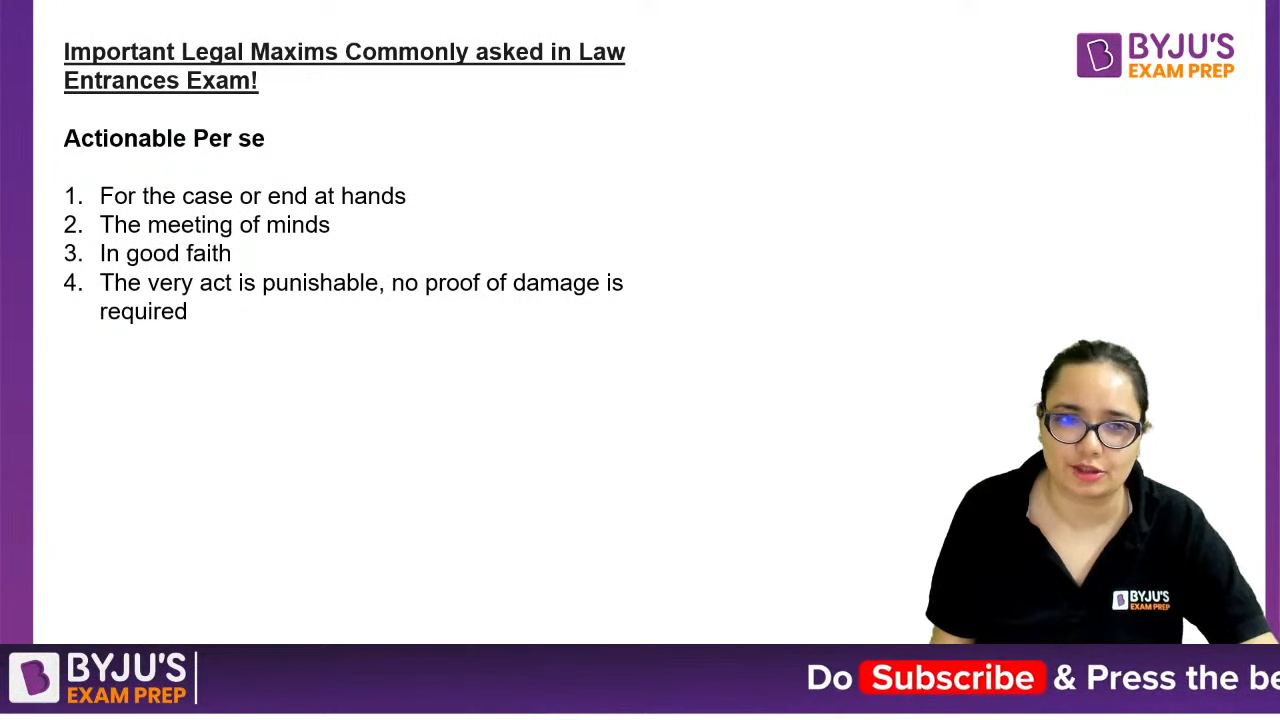 Important Legal Maxims Commonly asked in Law
Entrances Exam!
BYJU'S
EXAM PREP
Actionable Per se
1. For the case or end at hands
2. The meeting of minds
3. In good faith
4. The very act is punishable, no proof of damage is
required
BYJU'S
EXAM PREP
BYJU'S
EXAM PREP
Do Subscribe & Press the be